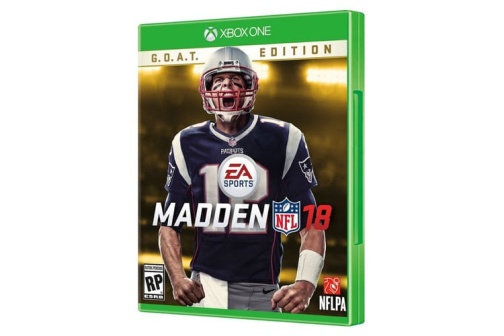 XBOX ONE
G.O.A.T. EDITION
PATRIOTS
EA
SPORTS
MADDEN NFL 18
RP
ESRB
NFLPA